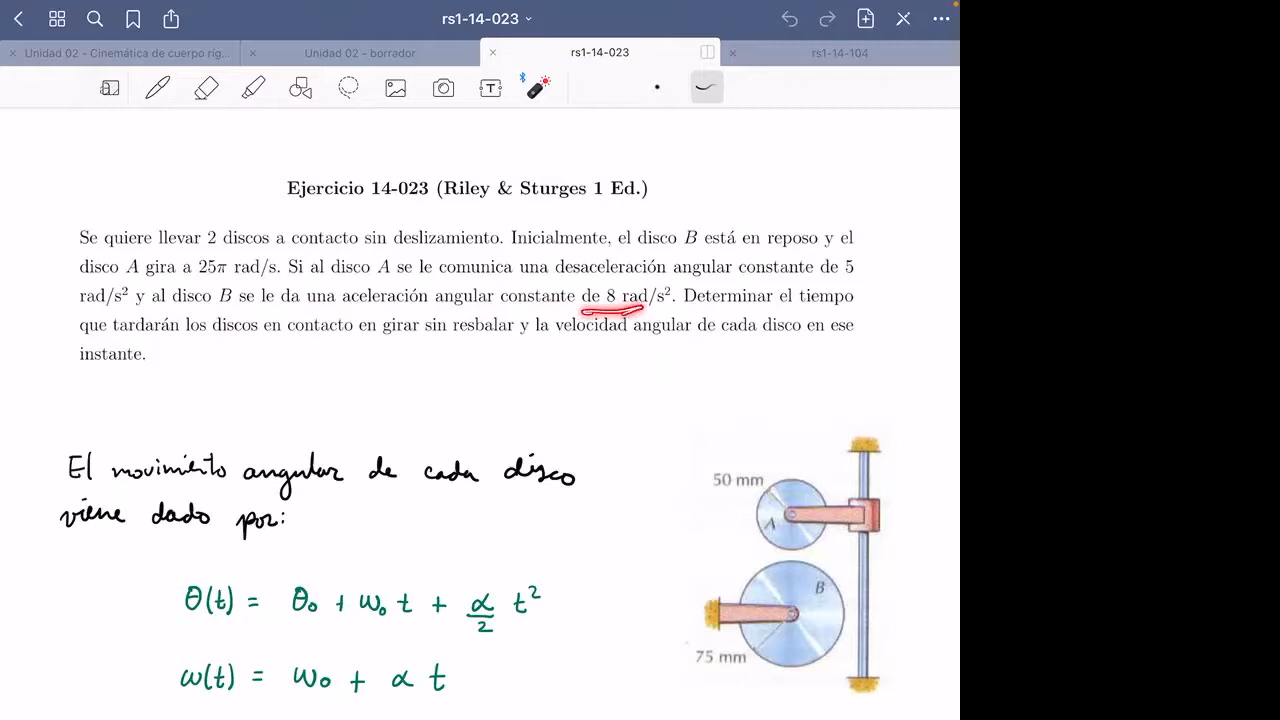 rs1-14-023
Unidad 02 - Cinemática de cuerpo ríg...
Unidad 02 - borrador
rs1-14-023
rs1-14-104
T
Ejercicio 14-023 (Riley & Sturges 1 Ed.)
Se quiere llevar 2 discos a contacto sin deslizamiento. Inicialmente, el disco B está en reposo y el
disco A gira a 25π rad/s. Si al disco A se le comunica una desaceleración angular constante de 5
rad/s² y al disco B se le da una aceleración angular constante de 8 rad/s². Determinar el tiempo
que tardarán los discos en contacto en girar sin resbalar y la velocidad angular de cada disco en ese
instante.
El movimiento angular de cada disco
viene dado por:
θ(t) = θ₀ + ω₀ t + α/2 t²
ω(t) = ω₀ + α t
50 mm
A
B
75 mm